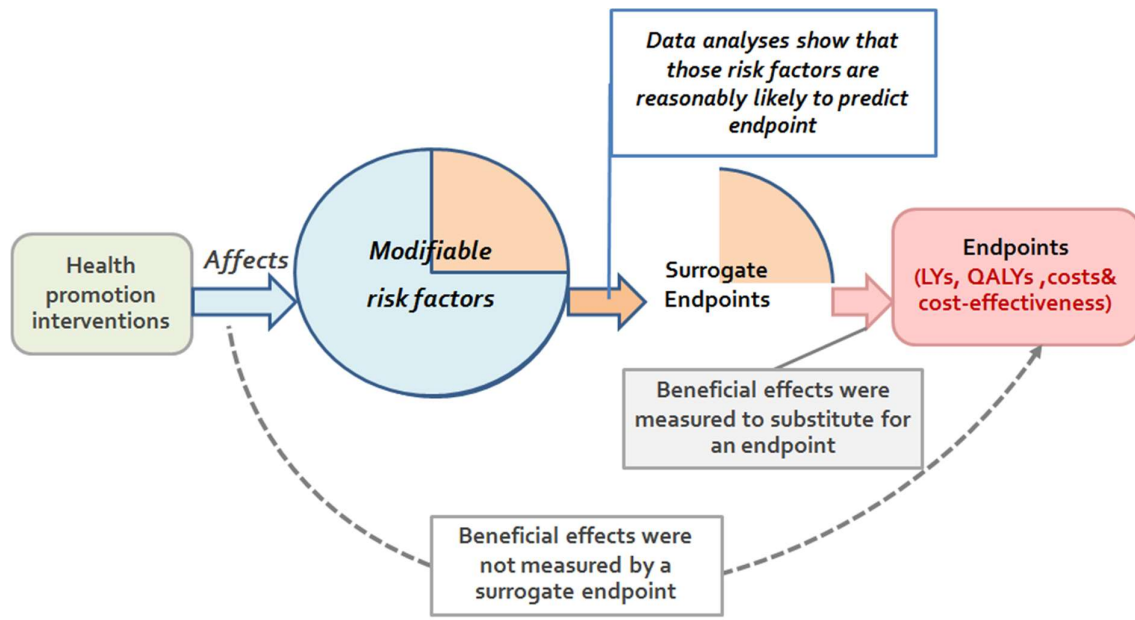 Data analyses show that
those risk factors are
reasonably likely to predict
endpoint
Health
promotion
interventions
Affects
Modifiable
risk factors
Surrogate
Endpoints
Endpoints
(LYs, QALYs ,costs&
cost-effectiveness)
Beneficial effects were
measured to substitute for
an endpoint
Beneficial effects were
not measured by a
surrogate endpoint